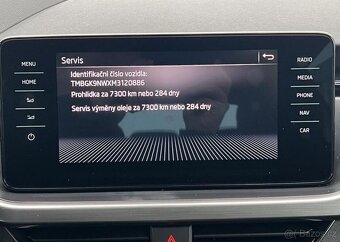 Servis
MENU
RADIO
Identifikační číslo vozidla:
HOME
TMBGK9NWXM3120886
MEDIA
Prohlídka za 7300 km nebo 284 dny
PHONE
Servis výměny oleje za 7300 km nebo 284 dny
NAV
CAR